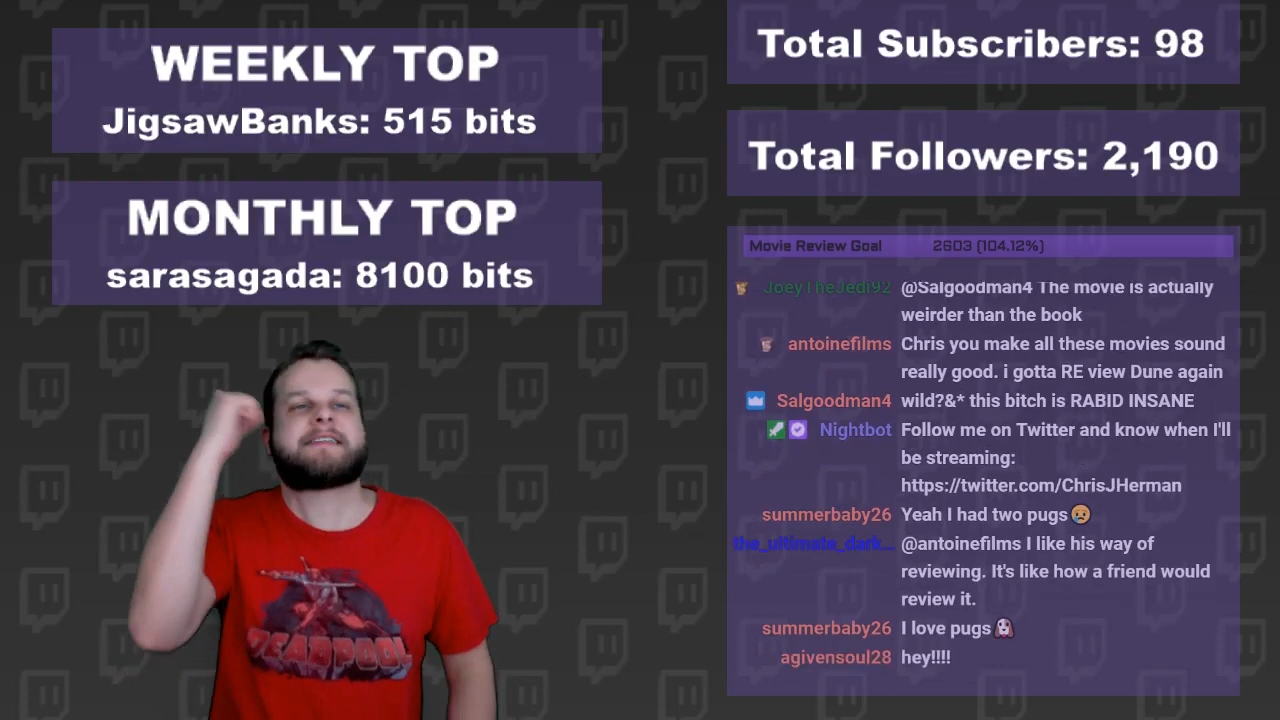 WEEKLY TOP
JigsawBanks: 515 bits
MONTHLY TOP
sarasagada: 8100 bits
DEADPOOL
Total Subscribers: 98
Total Followers: 2,190
Movie Review Goal 2603 (104.12%)
JoeyTheJedi92 @Salgoodman4 The movie is actually
weirder than the book
antoinefilms Chris you make all these movies sound
really good. i gotta RE view Dune again
Salgoodman4 wild?&* this bitch is RABID INSANE
Nightbot Follow me on Twitter and know when I'll
be streaming:
https://twitter.com/ChrisJHerman
summerbaby26 Yeah I had two pugs
the_ultimate_dark... @antoinefilms I like his way of
reviewing. It's like how a friend would
review it.
summerbaby26 I love pugs
agivensoul28 hey!!!!